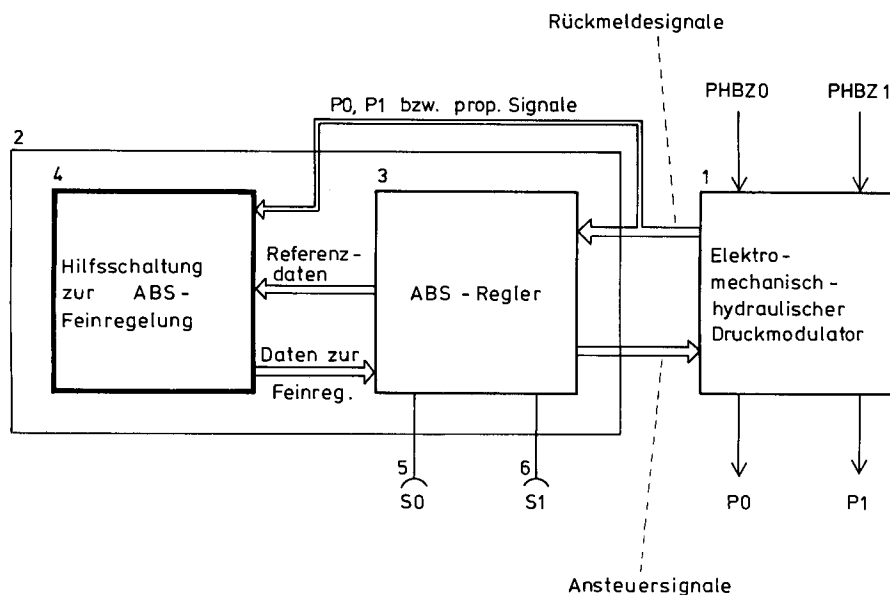 Rückmeldesignale
PHBZ0
PHBZ1
P0, P1 bzw. prop. Signale
2
4
3
1
Hilfsschaltung
zur ABS-
Feinregelung
Referenz-
daten
ABS - Regler
Elektro-
mechanisch-
hydraulischer
Druckmodulator
Daten zur
Feinreg.
5
6
S0
S1
P0
P1
Ansteuersignale